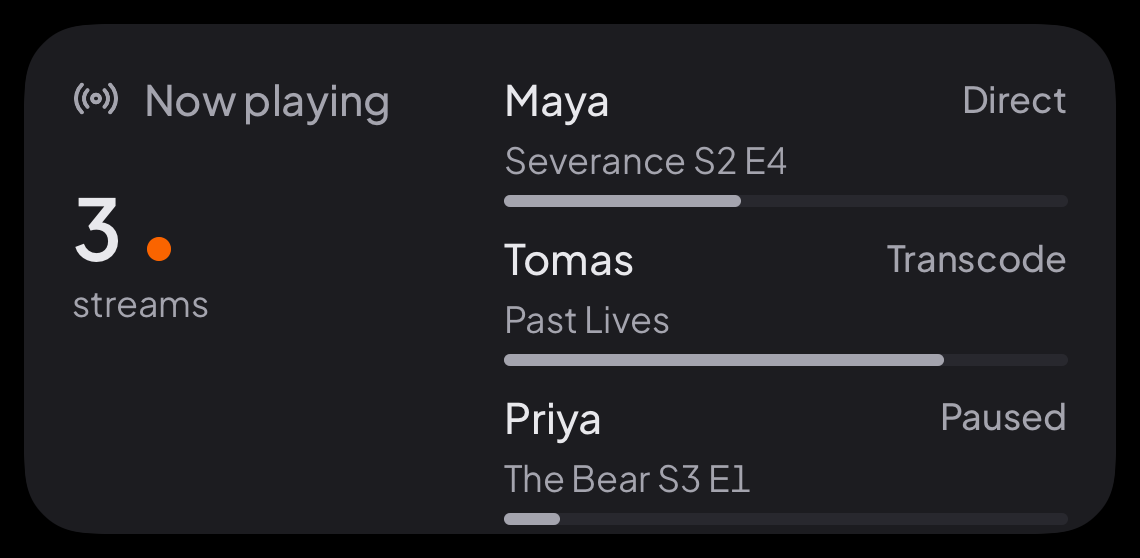 Now playing
3
streams
Maya
Direct
Severance S2 E4
Tomas
Transcode
Past Lives
Priya
Paused
The Bear S3 E1